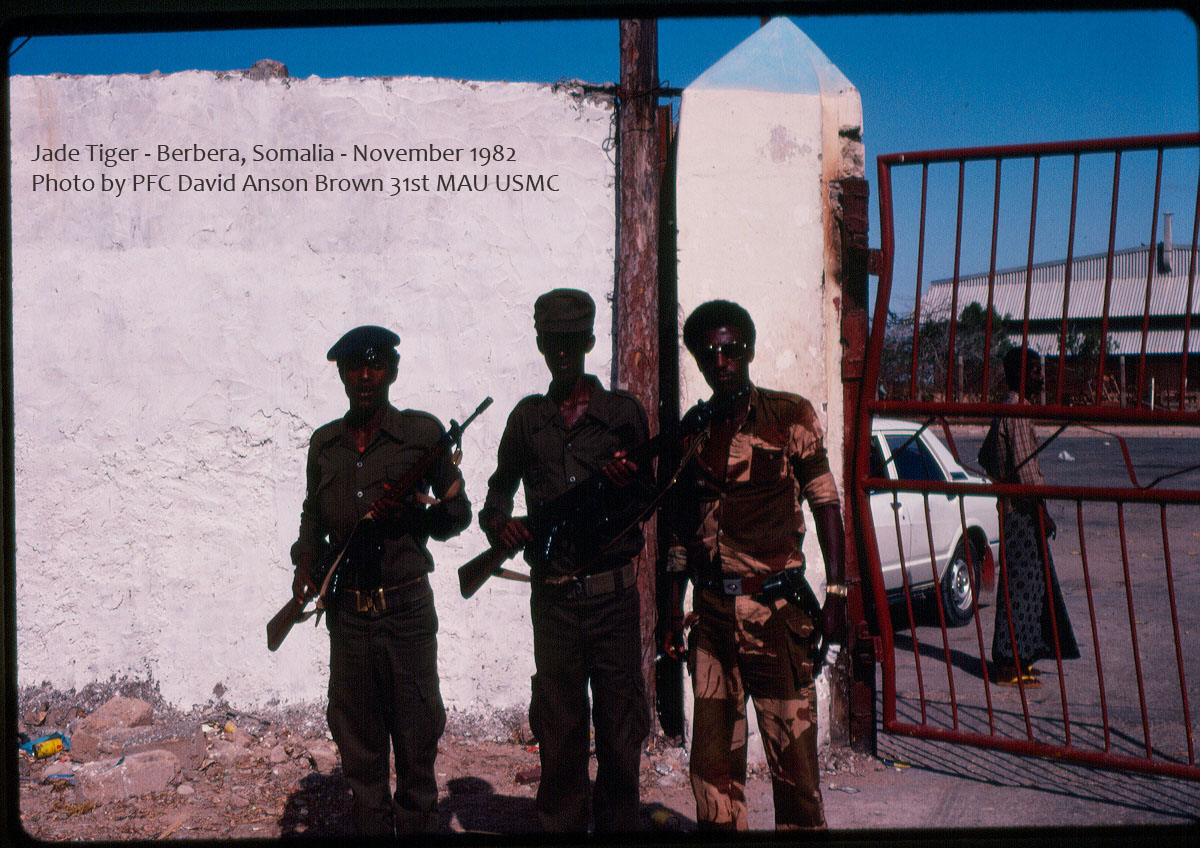 Jade Tiger - Berbera, Somalia - November 1982
Photo by PFC David Anson Brown 31st MAU USMC